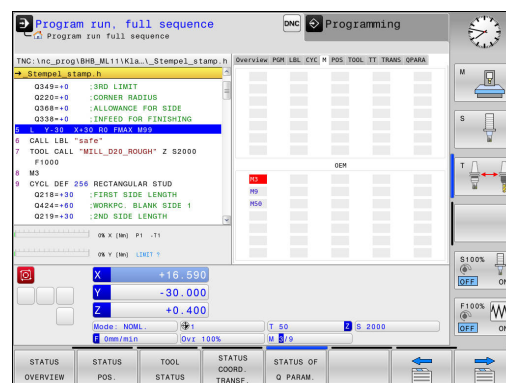 Program run, full sequence
Program run full sequence
DNC
Programming
TNC:\nc_prog\BHB_ML11\Kla…\_Stempel_stamp.h
→_Stempel_stamp.h
Q349=+0 ;3RD LIMIT
Q220=+0 ;CORNER RADIUS
Q368=+0 ;ALLOWANCE FOR SIDE
Q338=+0 ;INFEED FOR FINISHING
5 L Y-30 X+30 R0 FMAX M99
6 CALL LBL "safe"
7 TOOL CALL "MILL_D20_ROUGH" Z S2000
F1000
8 M3
9 CYCL DEF 256 RECTANGULAR STUD
Q218=+30 ;FIRST SIDE LENGTH
Q424=+60 ;WORKPC. BLANK SIDE 1
Q219=+30 ;2ND SIDE LENGTH
Overview PGM LBL CYC M POS TOOL TT TRANS QPARA
OEM
M3
M9
M50
0% X [Nm] P1 -T1
0% Y [Nm] LIMIT 
X +16.590
Y -30.000
Z +0.400
Mode: NOML. 1 T 50 Z S 2000
F 0mm/min Ovr 100% M 3/9
M
S
T
S100%
OFF ON
F100%
OFF ON
STATUS
OVERVIEW
STATUS
POS.
TOOL
STATUS
STATUS
COORD.
TRANSF.
STATUS OF
Q PARAM.